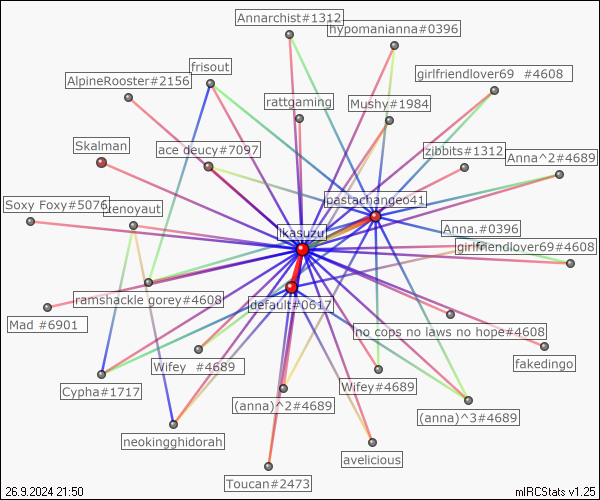 Annarchist#1312
hypomanianna#0396
frisout
girlfriendlover69 #4608
AlpineRooster#2156
rattgaming
Mushy#1984
Skalman
ace deucy#7097
zibbits#1312
Anna^2#4689
Soxy Foxy#5076
xenoyaut
pastachangeo41
ikasuzu
Anna.#0396
girlfriendlover69#4608
ramshackle gorey#4608
default#0617
Mad #6901
no cops no laws no hope#4608
Wifey #4689
fakedingo
Cypha#1717
Wifey#4689
(anna)^2#4689
(anna)^3#4689
neokingghidorah
avelicious
Toucan#2473
26.9.2024 21:50
mIRCStats v1.25